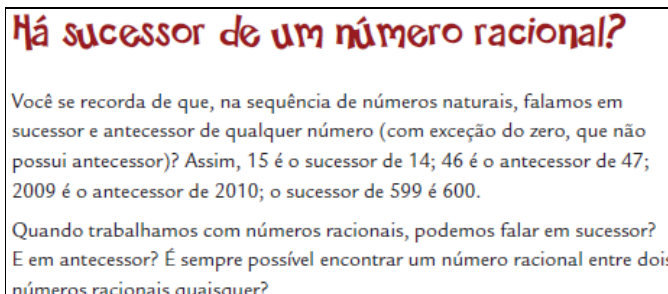 Há sucessor de um número racional?
Você se recorda de que, na sequência de números naturais, falamos em
sucessor e antecessor de qualquer número (com exceção do zero, que não
possui antecessor)? Assim, 15 é o sucessor de 14; 46 é o antecessor de 47;
2009 é o antecessor de 2010; o sucessor de 599 é 600.
Quando trabalhamos com números racionais, podemos falar em sucessor?
E em antecessor? É sempre possível encontrar um número racional entre dois
números racionais quaisquer?